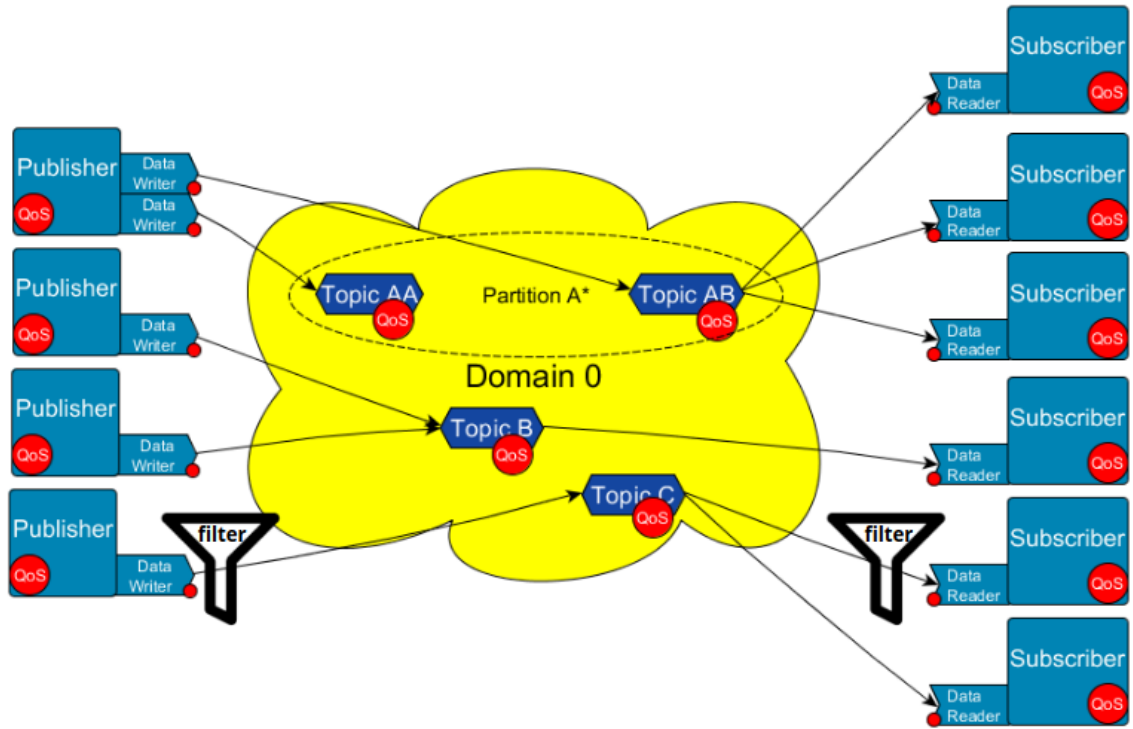 Publisher
QoS
Data
Writer
Data
Writer
Publisher
QoS
Data
Writer
Publisher
QoS
Data
Writer
Publisher
QoS
Data
Writer
filter
Topic AA
QoS
Partition A*
Topic AB
QoS
Domain 0
Topic B
QoS
Topic C
QoS
filter
Subscriber
Data
Reader
QoS
Subscriber
Data
Reader
QoS
Subscriber
Data
Reader
QoS
Subscriber
Data
Reader
QoS
Subscriber
Data
Reader
QoS
Subscriber
Data
Reader
QoS